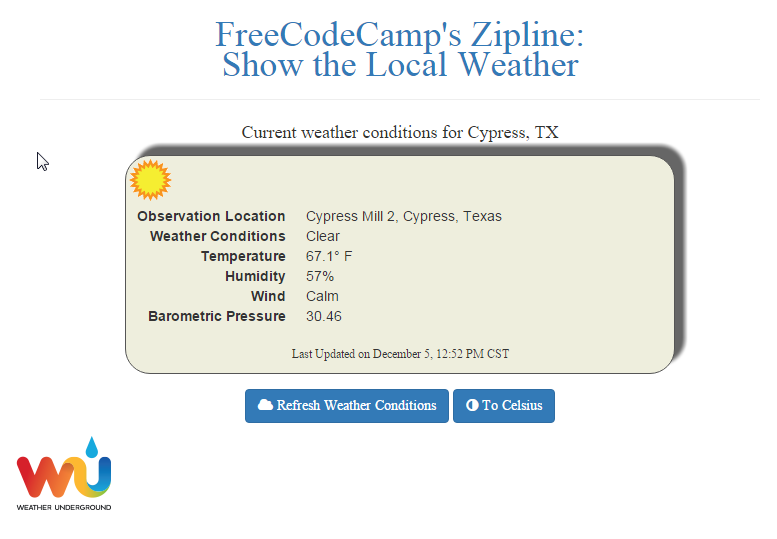 FreeCodeCamp's Zipline:
Show the Local Weather
Current weather conditions for Cypress, TX
Observation Location Cypress Mill 2, Cypress, Texas
Weather Conditions Clear
Temperature 67.1° F
Humidity 57%
Wind Calm
Barometric Pressure 30.46
Last Updated on December 5, 12:52 PM CST
Refresh Weather Conditions To Celsius
WU
WEATHER UNDERGROUND